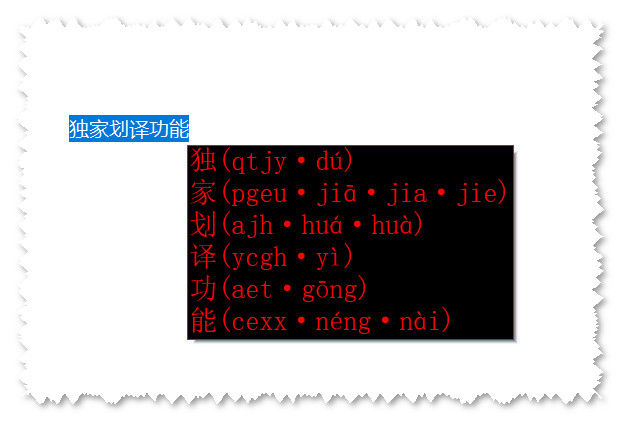 独家划译功能
独(qtjy·dú)
家(pgeu·jiā·jia·jie)
划(ajh·huá·huà)
译(ycgh·yì)
功(aet·gōng)
能(cexx·néng·nài)